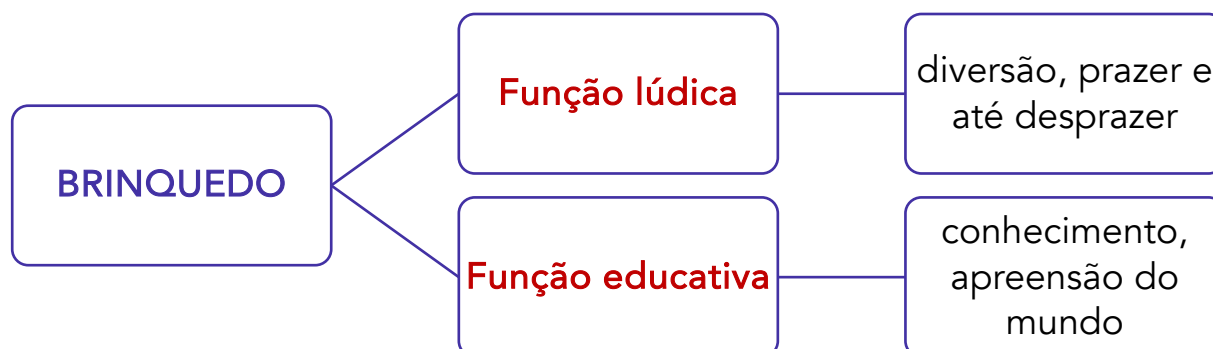 BRINQUEDO
Função lúdica
diversão, prazer e
até desprazer
Função educativa
conhecimento,
apreensão do
mundo